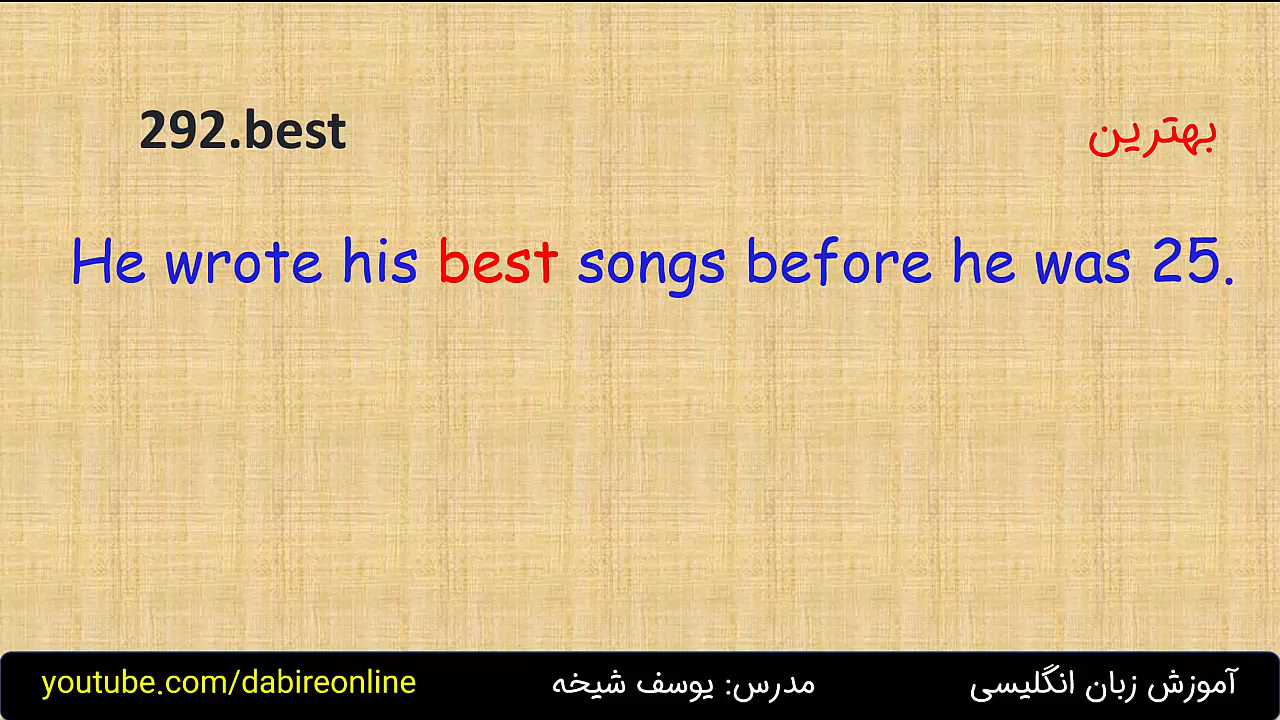 292.best
بهترین
He wrote his best songs before he was 25.
youtube.com/dabireonline
مدرس: یوسف شیخه
آموزش زبان انگلیسی